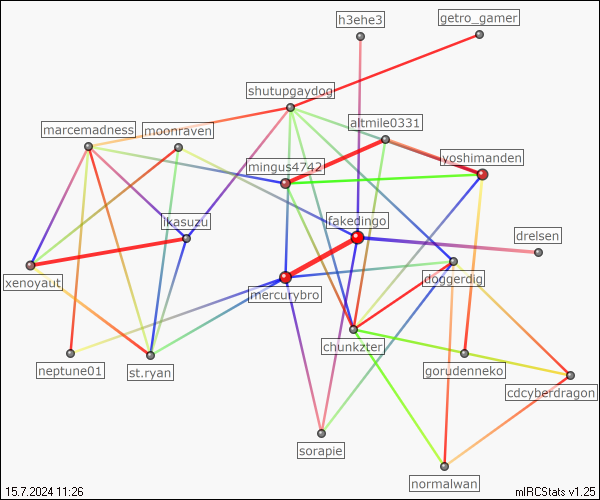 h3ehe3
getro_gamer
shutupgaydog
marcemadness
moonraven
altmile0331
mingus4742
yoshimanden
ikasuzu
fakedingo
drelsen
xenoyaut
doggerdig
mercurybro
chunkzter
neptune01
st.ryan
gorudenneko
cdcyberdragon
sorapie
normalwan
15.7.2024 11:26
mIRCStats v1.25